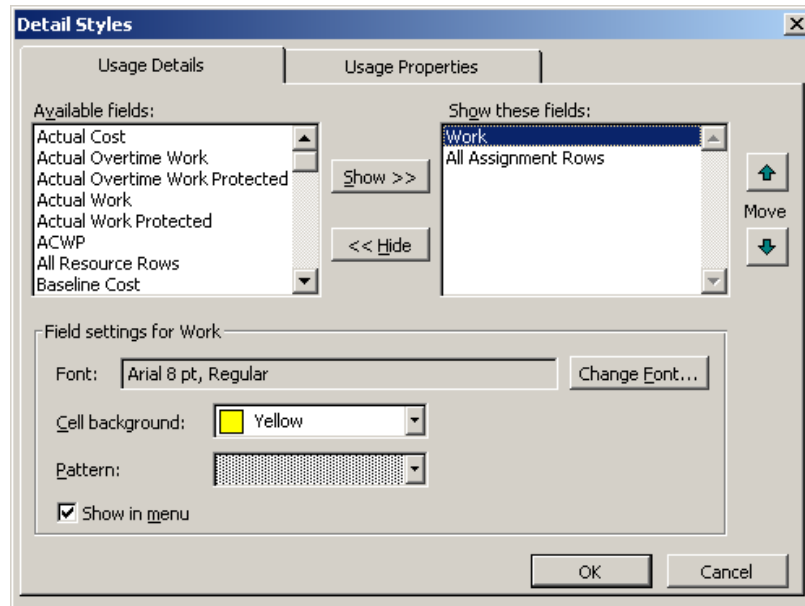 Detail Styles
Usage Details
Usage Properties
Available fields:
Actual Cost
Actual Overtime Work
Actual Overtime Work Protected
Actual Work
Actual Work Protected
ACWP
All Resource Rows
Baseline Cost
Show >>
<< Hide
Show these fields:
Work
All Assignment Rows
Move
Field settings for Work
Font: Arial 8 pt, Regular
Change Font...
Cell background: Yellow
Pattern:
Show in menu
OK
Cancel